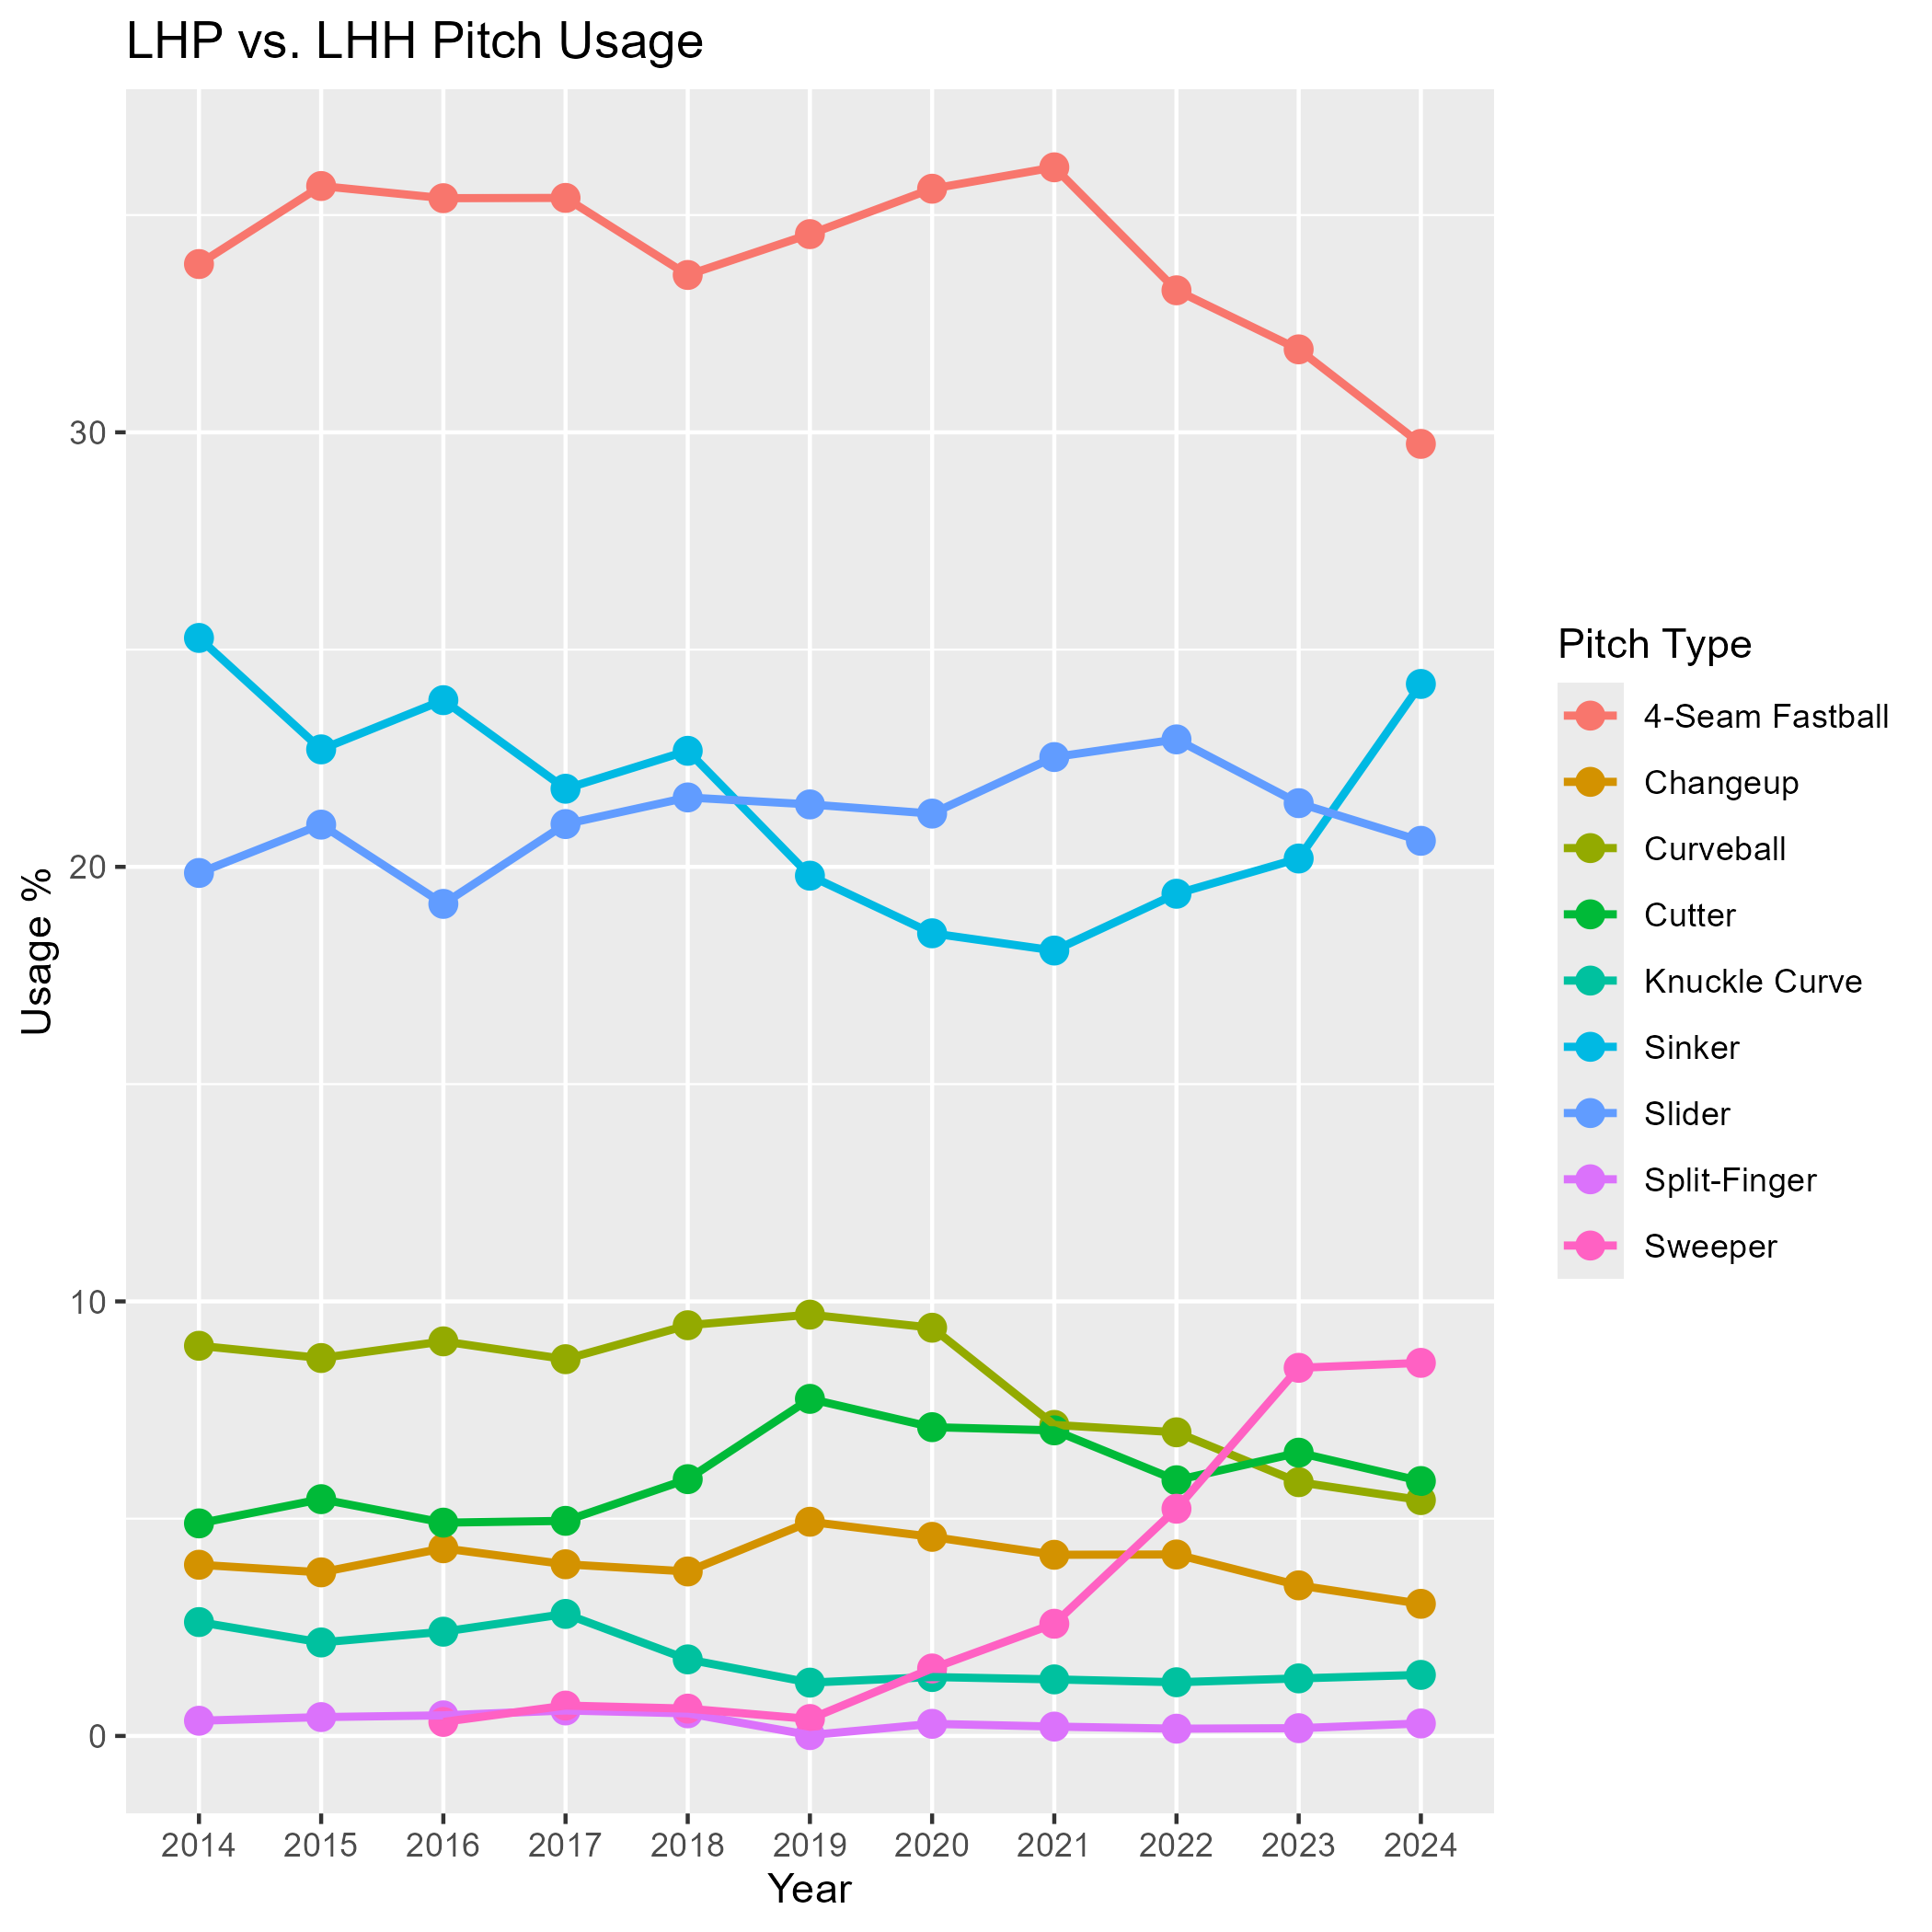 LHP vs. LHH Pitch Usage
30
20
10
0
Usage %
2014 2015 2016 2017 2018 2019 2020 2021 2022 2023 2024
Year
Pitch Type
4-Seam Fastball
Changeup
Curveball
Cutter
Knuckle Curve
Sinker
Slider
Split-Finger
Sweeper